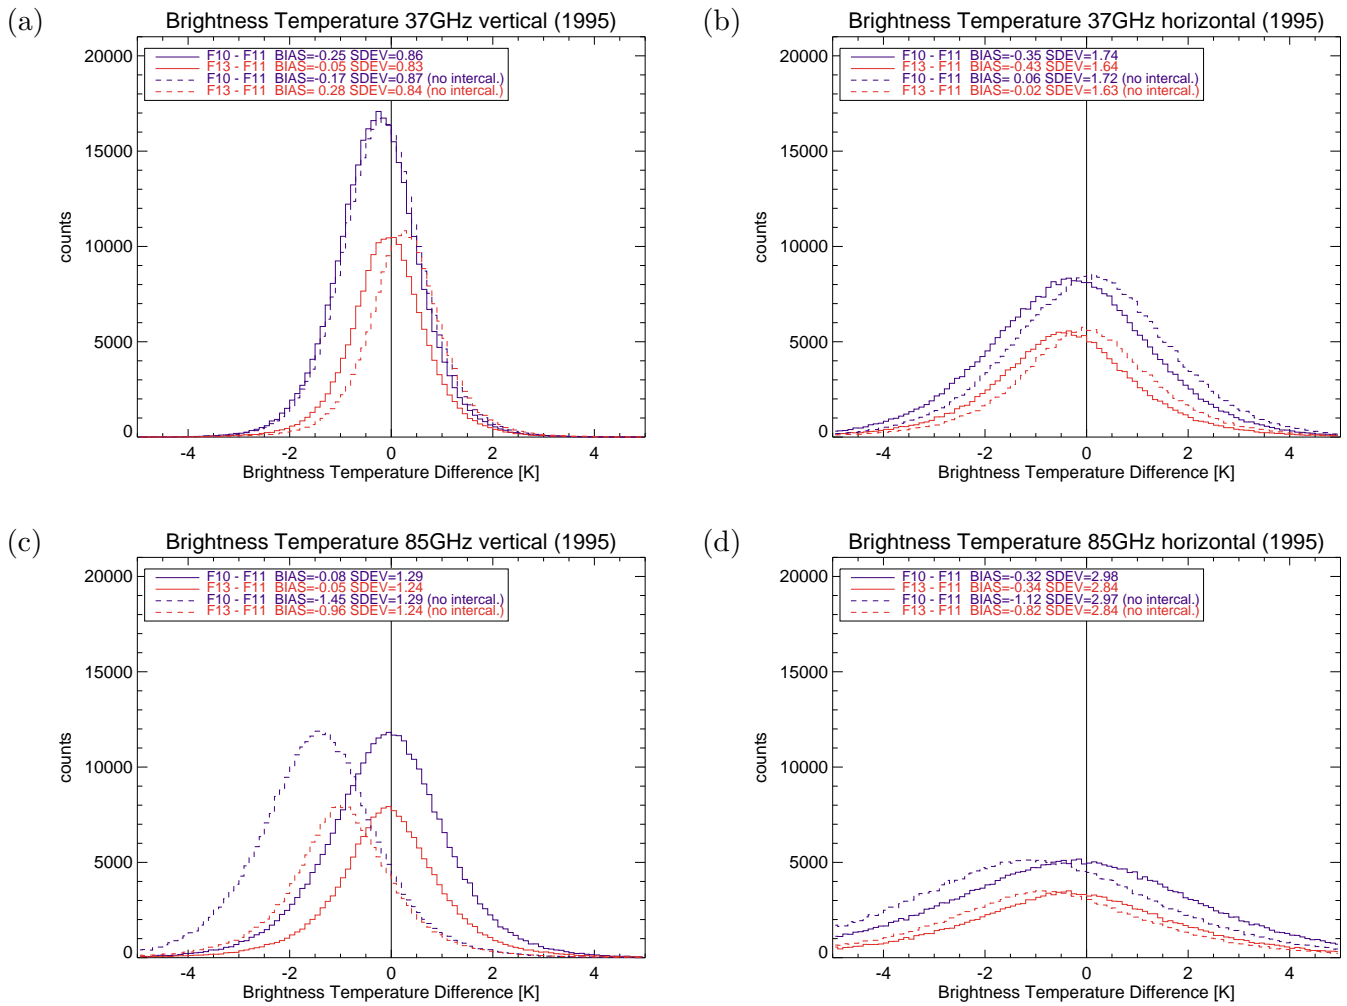 (a)
Brightness Temperature 37GHz vertical (1995)
F10 - F11 BIAS=-0.25 SDEV=0.86
F13 - F11 BIAS=-0.05 SDEV=0.83
F10 - F11 BIAS=-0.17 SDEV=0.87 (no intercal.)
F13 - F11 BIAS= 0.28 SDEV=0.84 (no intercal.)
20000
15000
10000
5000
0
counts
-4 -2 0 2 4
Brightness Temperature Difference [K]
(b)
Brightness Temperature 37GHz horizontal (1995)
F10 - F11 BIAS=-0.35 SDEV=1.74
F13 - F11 BIAS=-0.43 SDEV=1.64
F10 - F11 BIAS= 0.06 SDEV=1.72 (no intercal.)
F13 - F11 BIAS=-0.02 SDEV=1.63 (no intercal.)
20000
15000
10000
5000
0
counts
-4 -2 0 2 4
Brightness Temperature Difference [K]
(c)
Brightness Temperature 85GHz vertical (1995)
F10 - F11 BIAS=-0.08 SDEV=1.29
F13 - F11 BIAS=-0.05 SDEV=1.24
F10 - F11 BIAS=-1.45 SDEV=1.29 (no intercal.)
F13 - F11 BIAS=-0.96 SDEV=1.24 (no intercal.)
20000
15000
10000
5000
0
counts
-4 -2 0 2 4
Brightness Temperature Difference [K]
(d)
Brightness Temperature 85GHz horizontal (1995)
F10 - F11 BIAS=-0.32 SDEV=2.98
F13 - F11 BIAS=-0.34 SDEV=2.84
F10 - F11 BIAS=-1.12 SDEV=2.97 (no intercal.)
F13 - F11 BIAS=-0.82 SDEV=2.84 (no intercal.)
20000
15000
10000
5000
0
counts
-4 -2 0 2 4
Brightness Temperature Difference [K]